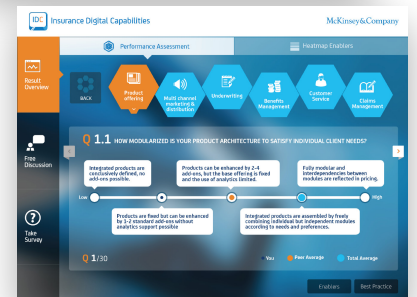 IDC Insurance Digital Capabilities
McKinsey&Company
Performance Assessment
Heatmap Enablers
Result
Overview
Free
Discussion
Take
Survey
BACK
Product
offering
Multi channel
marketing &
distribution
Underwriting
Benefits
Management
Customer
Service
Claims
Management
Q 1.1 HOW MODULARIZED IS YOUR PRODUCT ARCHITECTURE TO SATISFY INDIVIDUAL CLIENT NEEDS?
Integrated products are
conclusively defined, no
add-ons possible.
Products can be enhanced by 2-4
add-ons, but the base offering is fixed
and the use of analytics limited.
Fully modular and
interdependencies between
modules are reflected in pricing.
Low
High
Products are fixed but can be enhanced
by 1-2 standard add-ons without
analytics support possible
Integrated products are assembled by freely
combining individual but independent modules
according to needs and preferences.
Q 1/30
You
Peer Average
Total Average
Enablers
Best Practice